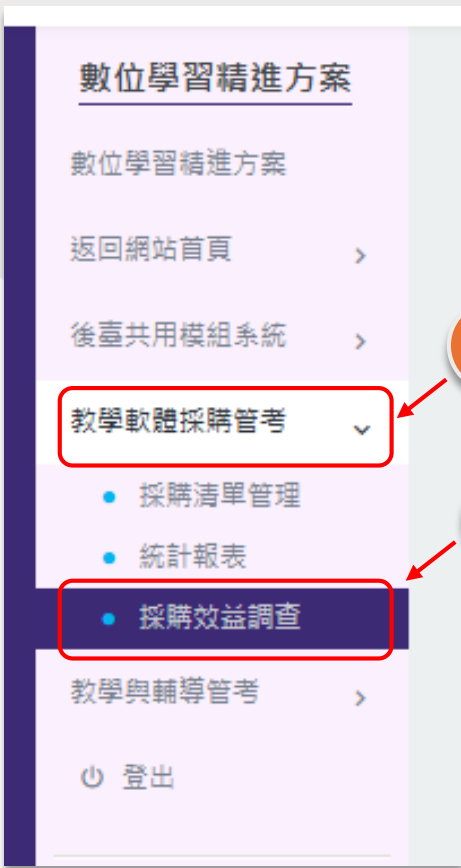 數位學習精進方案
數位學習精進方案
返回網站首頁
後臺共用模組系統
教學軟體採購管考
採購清單管理
統計報表
採購效益調查
教學與輔導管考
登出